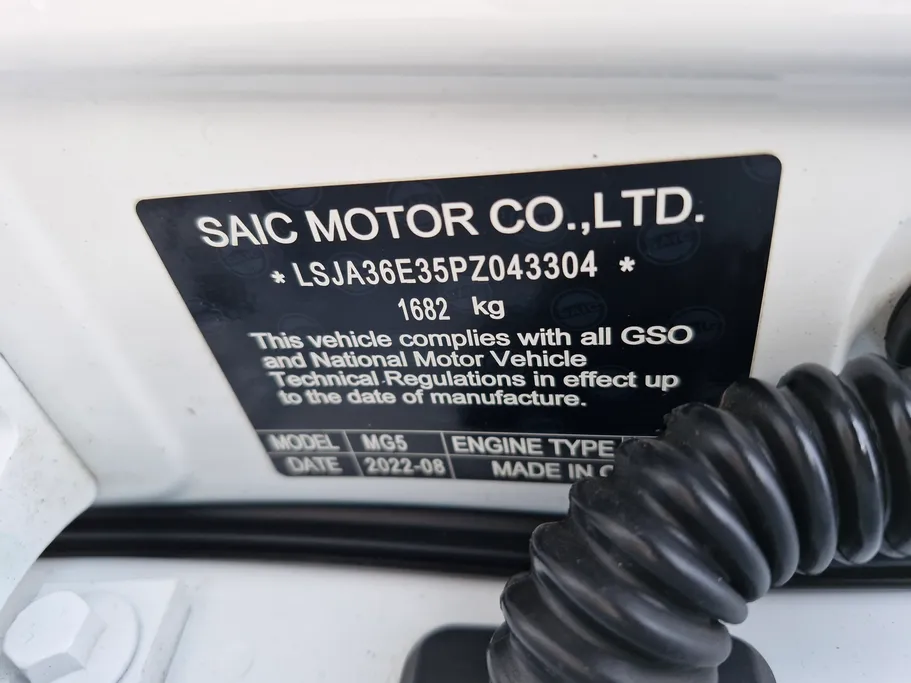 SAIC MOTOR CO.,LTD.
* LSJA36E35PZ043304 *
1682 kg
This vehicle complies with all GSO
and National Motor Vehicle
Technical Regulations in effect up
to the date of manufacture.
MODEL MG5 ENGINE TYPE
DATE 2022-08 MADE IN